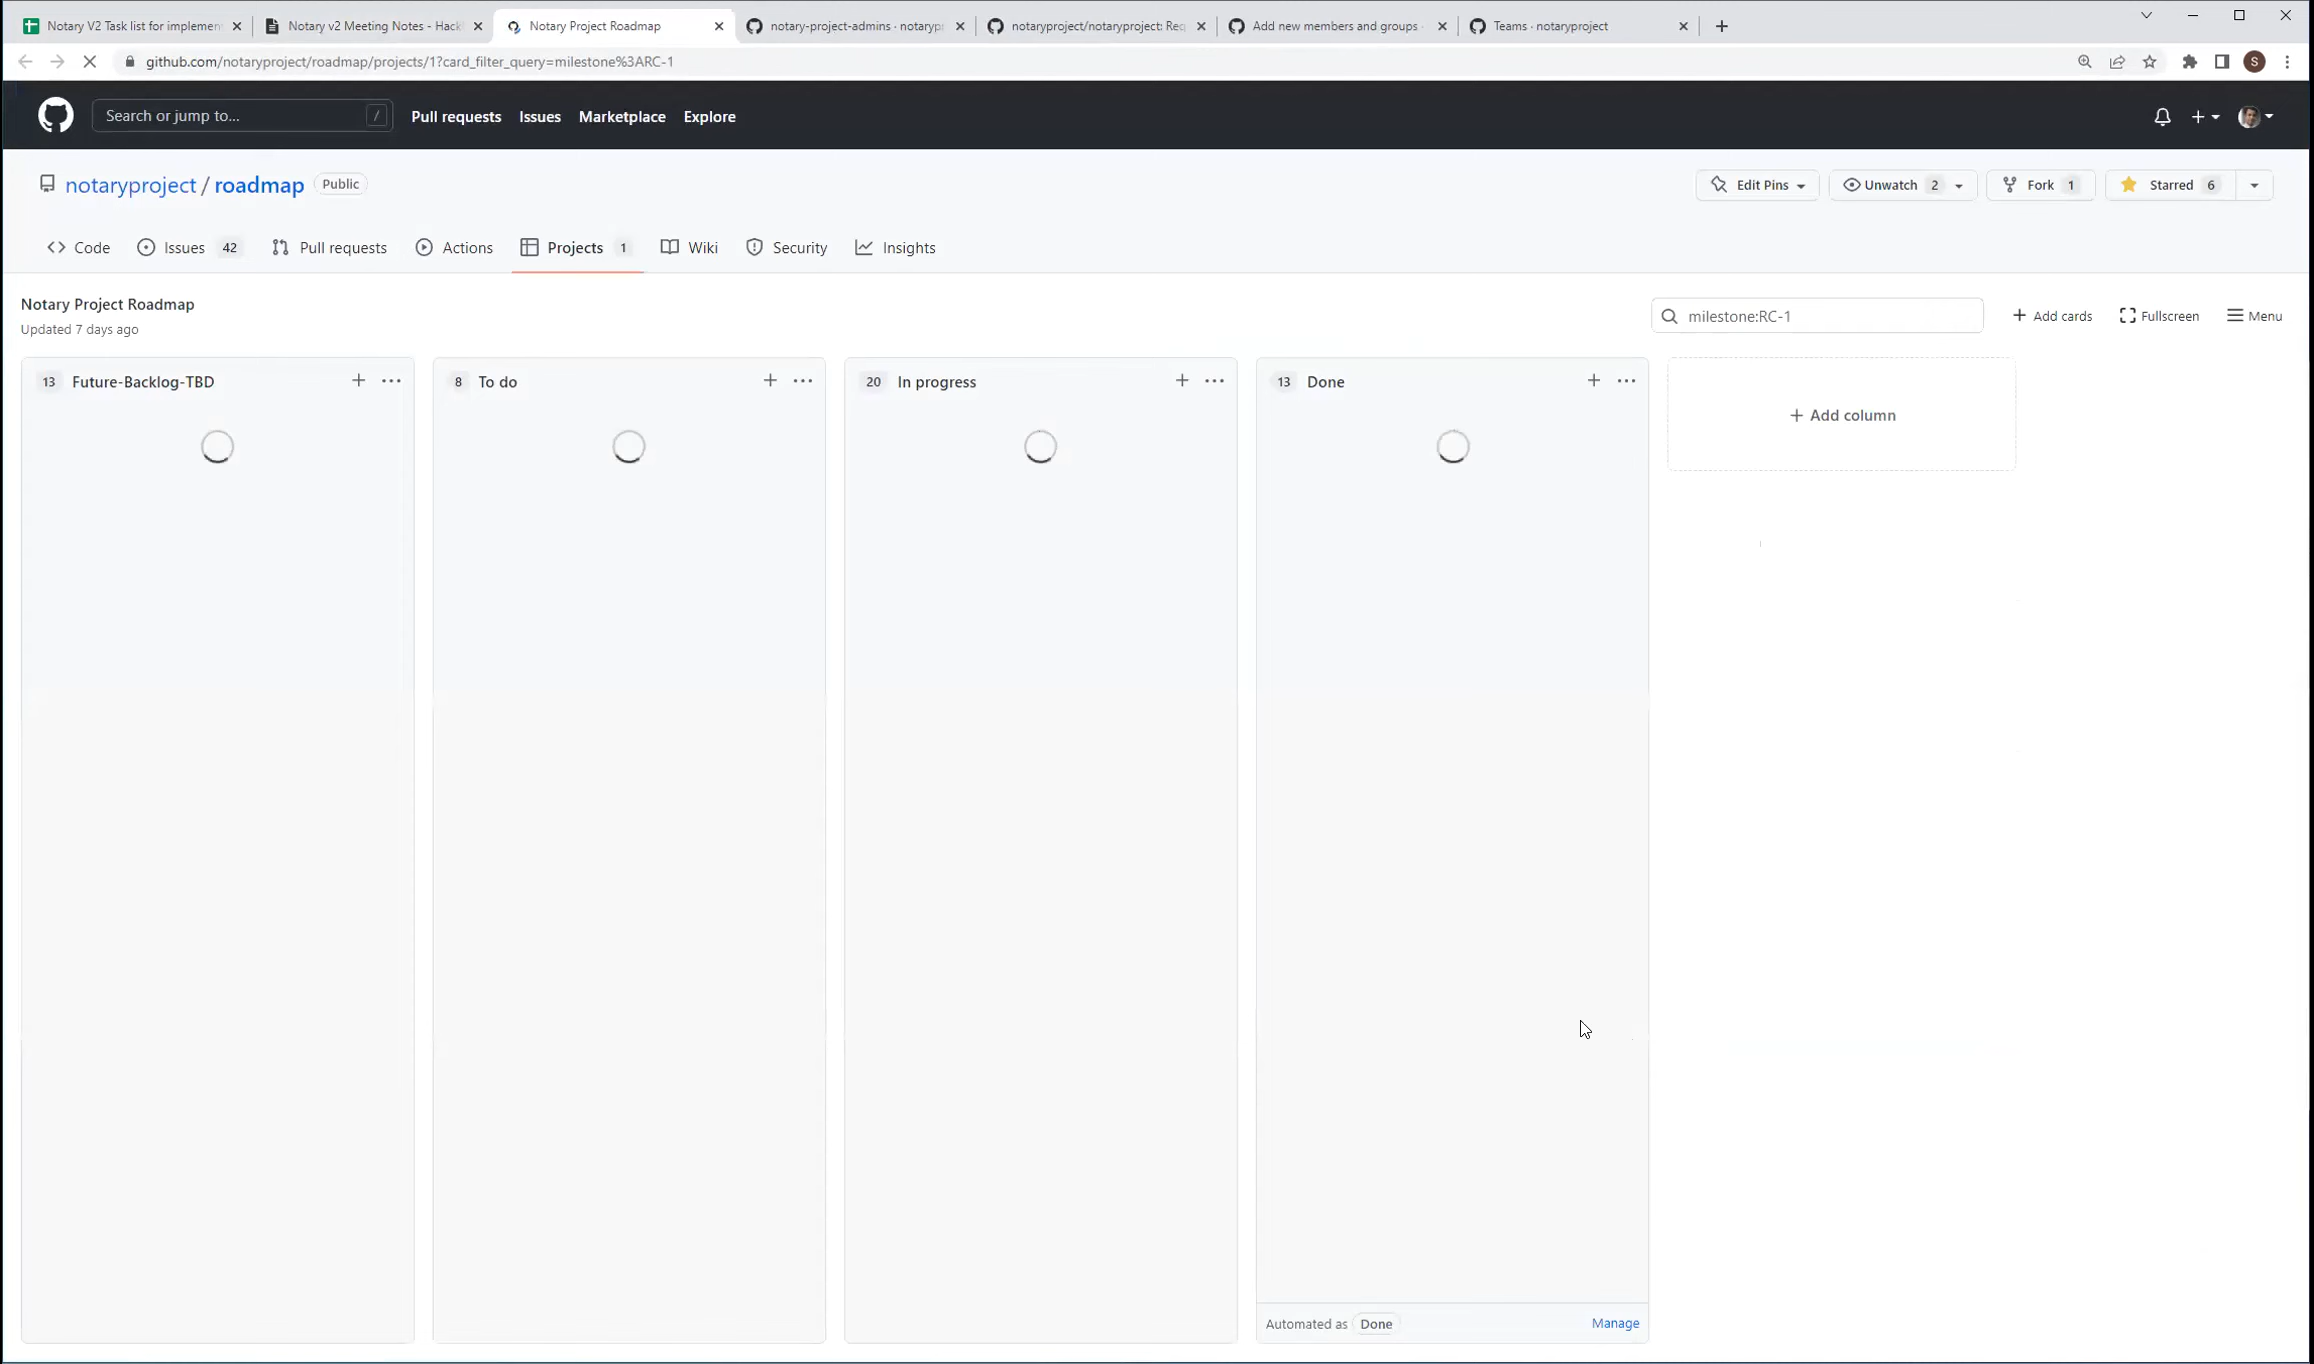 Notary V2 Task list for implemen
Notary v2 Meeting Notes - Hack
Notary Project Roadmap
notary-project-admins · notarypr
notaryproject/notaryproject: Req
Add new members and groups ·
Teams · notaryproject
github.com/notaryproject/roadmap/projects/1?card_filter_query=milestone%3ARC-1
S
Search or jump to... /
Pull requests Issues Marketplace Explore
notaryproject / roadmap Public
Edit Pins
Unwatch 2
Fork 1
Starred 6
Code
Issues 42
Pull requests
Actions
Projects 1
Wiki
Security
Insights
Notary Project Roadmap
Updated 7 days ago
milestone:RC-1
+ Add cards
Fullscreen
Menu
13 Future-Backlog-TBD
8 To do
20 In progress
13 Done
+ Add column
Automated as Done
Manage